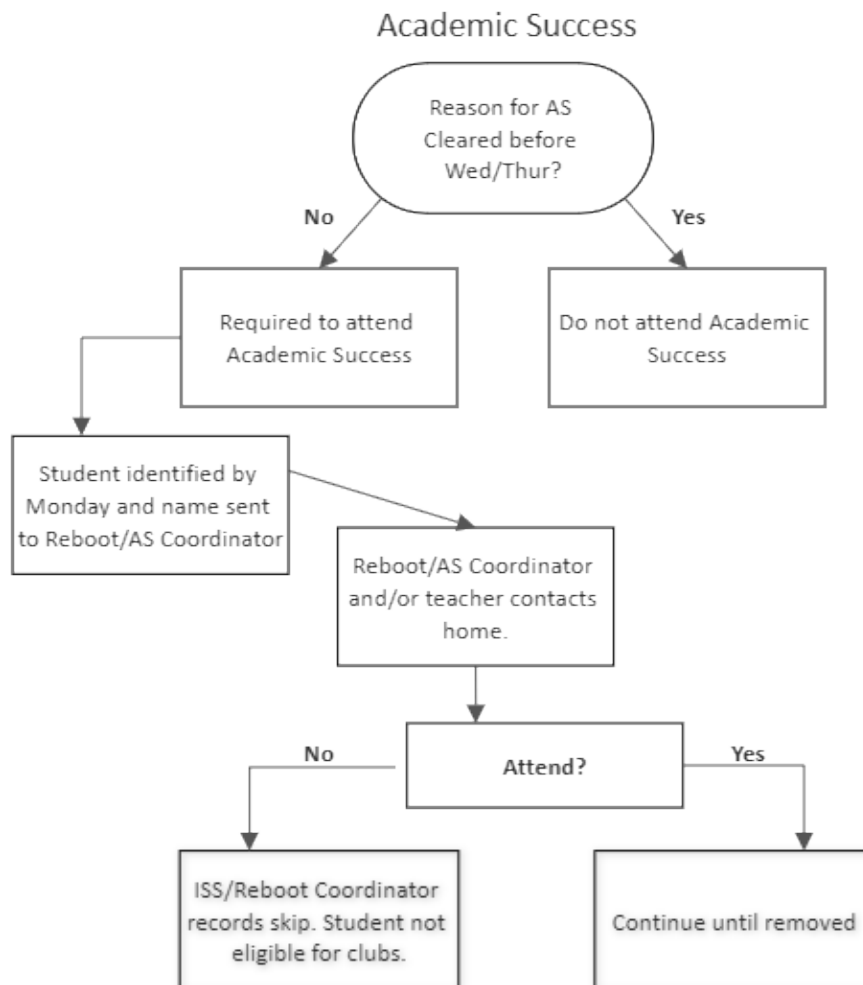 Academic Success
Reason for AS
Cleared before
Wed/Thur?
No
Yes
Required to attend
Academic Success
Do not attend Academic
Success
Student identified by
Monday and name sent
to Reboot/AS Coordinator
Reboot/AS Coordinator
and/or teacher contacts
home.
Attend?
No
Yes
ISS/Reboot Coordinator
records skip. Student not
eligible for clubs.
Continue until removed